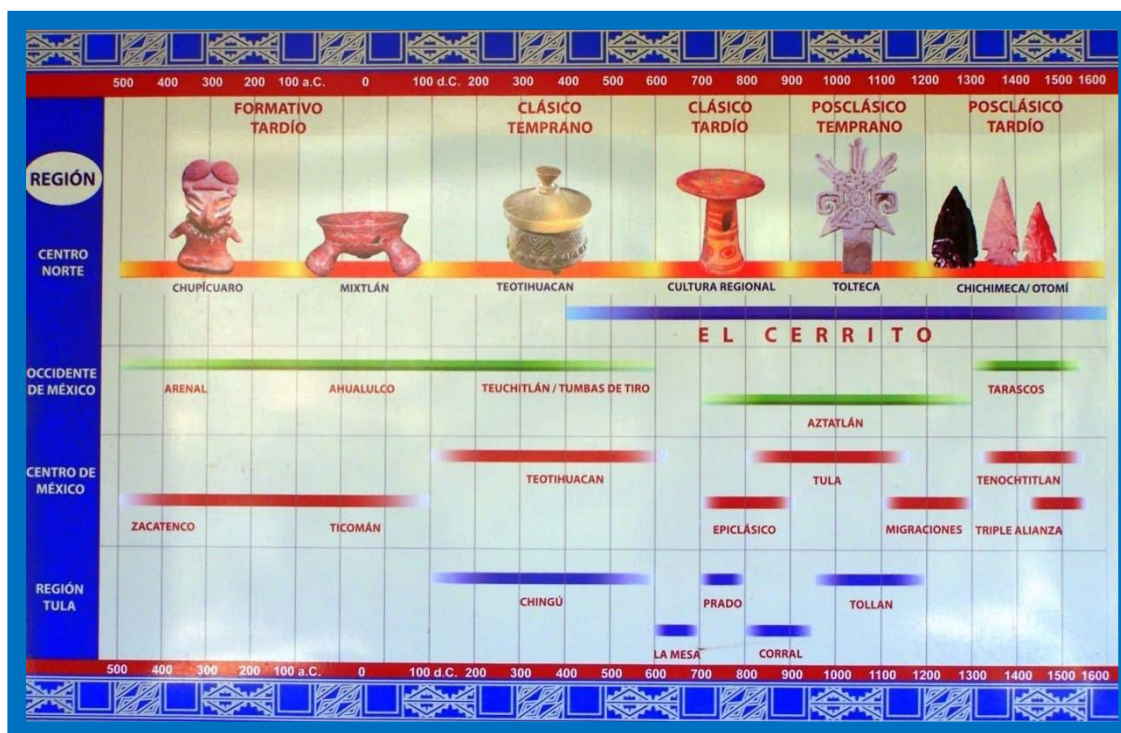 500 400 300 200 100 a.C. 0 100 d.C. 200 300 400 500 600 700 800 900 1000 1100 1200 1300 1400 1500 1600
FORMATIVO
TARDÍO
CLÁSICO
TEMPRANO
CLÁSICO
TARDÍO
POSCLÁSICO
TEMPRANO
POSCLÁSICO
TARDÍO
REGIÓN
CENTRO
NORTE
CHUPÍCUARO
MIXTLÁN
TEOTIHUACAN
CULTURA REGIONAL
TOLTECA
CHICHIMECA/ OTOMÍ
EL CERRITO
OCCIDENTE
DE MÉXICO
ARENAL
AHUALULCO
TEUCHITLÁN / TUMBAS DE TIRO
TARASCOS
AZTATLÁN
CENTRO DE
MÉXICO
TEOTIHUACAN
TULA
TENOCHTITLAN
ZACATENCO
TICOMÁN
EPICLÁSICO
MIGRACIONES
TRIPLE ALIANZA
REGIÓN
TULA
CHINGÚ
PRADO
TOLLAN
LA MESA
CORRAL
500 400 300 200 100 a.C. 0 100 d.C. 200 300 400 500 600 700 800 900 1000 1100 1200 1300 1400 1500 1600